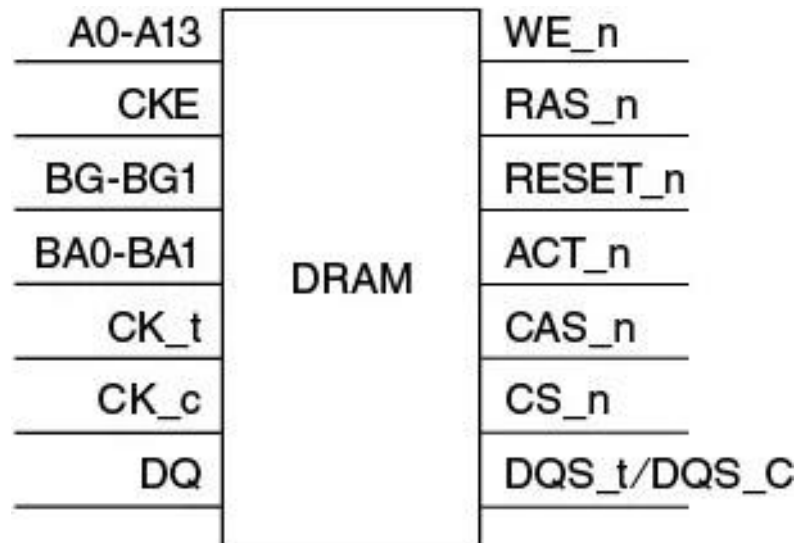 A0-A13
CKE
BG-BG1
BA0-BA1
CK_t
CK_c
DQ
DRAM
WE_n
RAS_n
RESET_n
ACT_n
CAS_n
CS_n
DQS_t/DQS_C